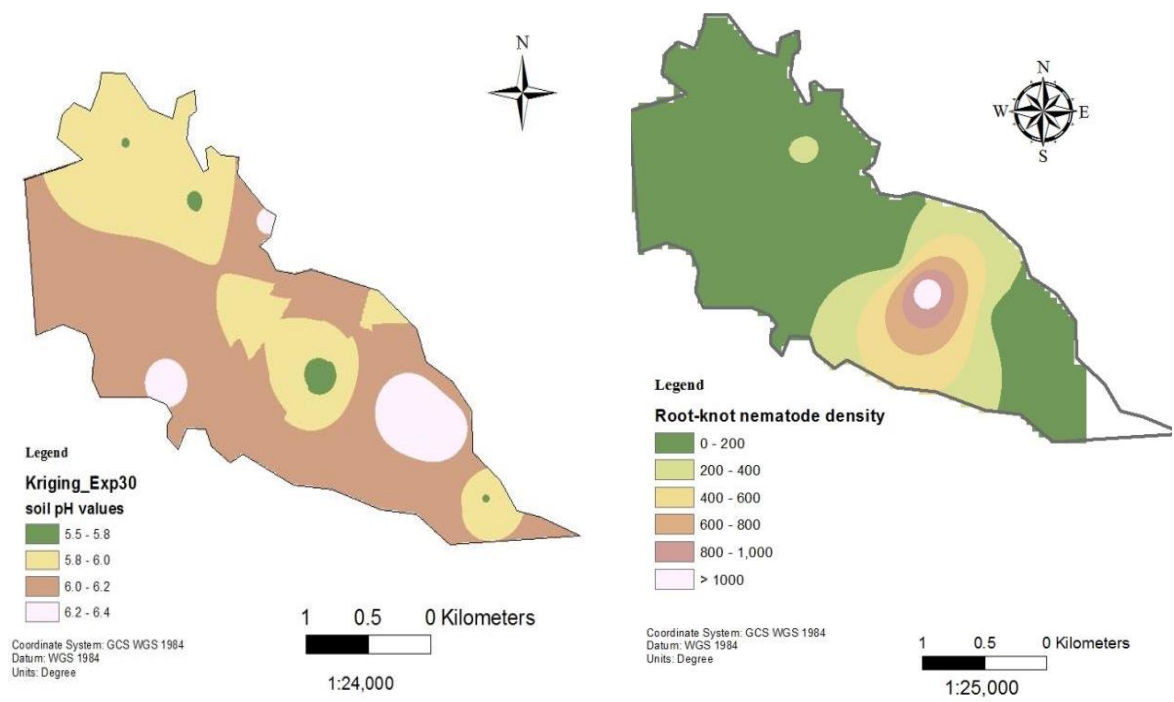 N
Legend
Kriging_Exp30
soil pH values
5.5 - 5.8
5.8 - 6.0
6.0 - 6.2
6.2 - 6.4
Coordinate System: GCS WGS 1984
Datum: WGS 1984
Units: Degree
1 0.5 0 Kilometers
1:24,000
N
W E
S
Legend
Root-knot nematode density
0 - 200
200 - 400
400 - 600
600 - 800
800 - 1,000
> 1000
Coordinate System: GCS WGS 1984
Datum: WGS 1984
Units: Degree
1 0.5 0 Kilometers
1:25,000